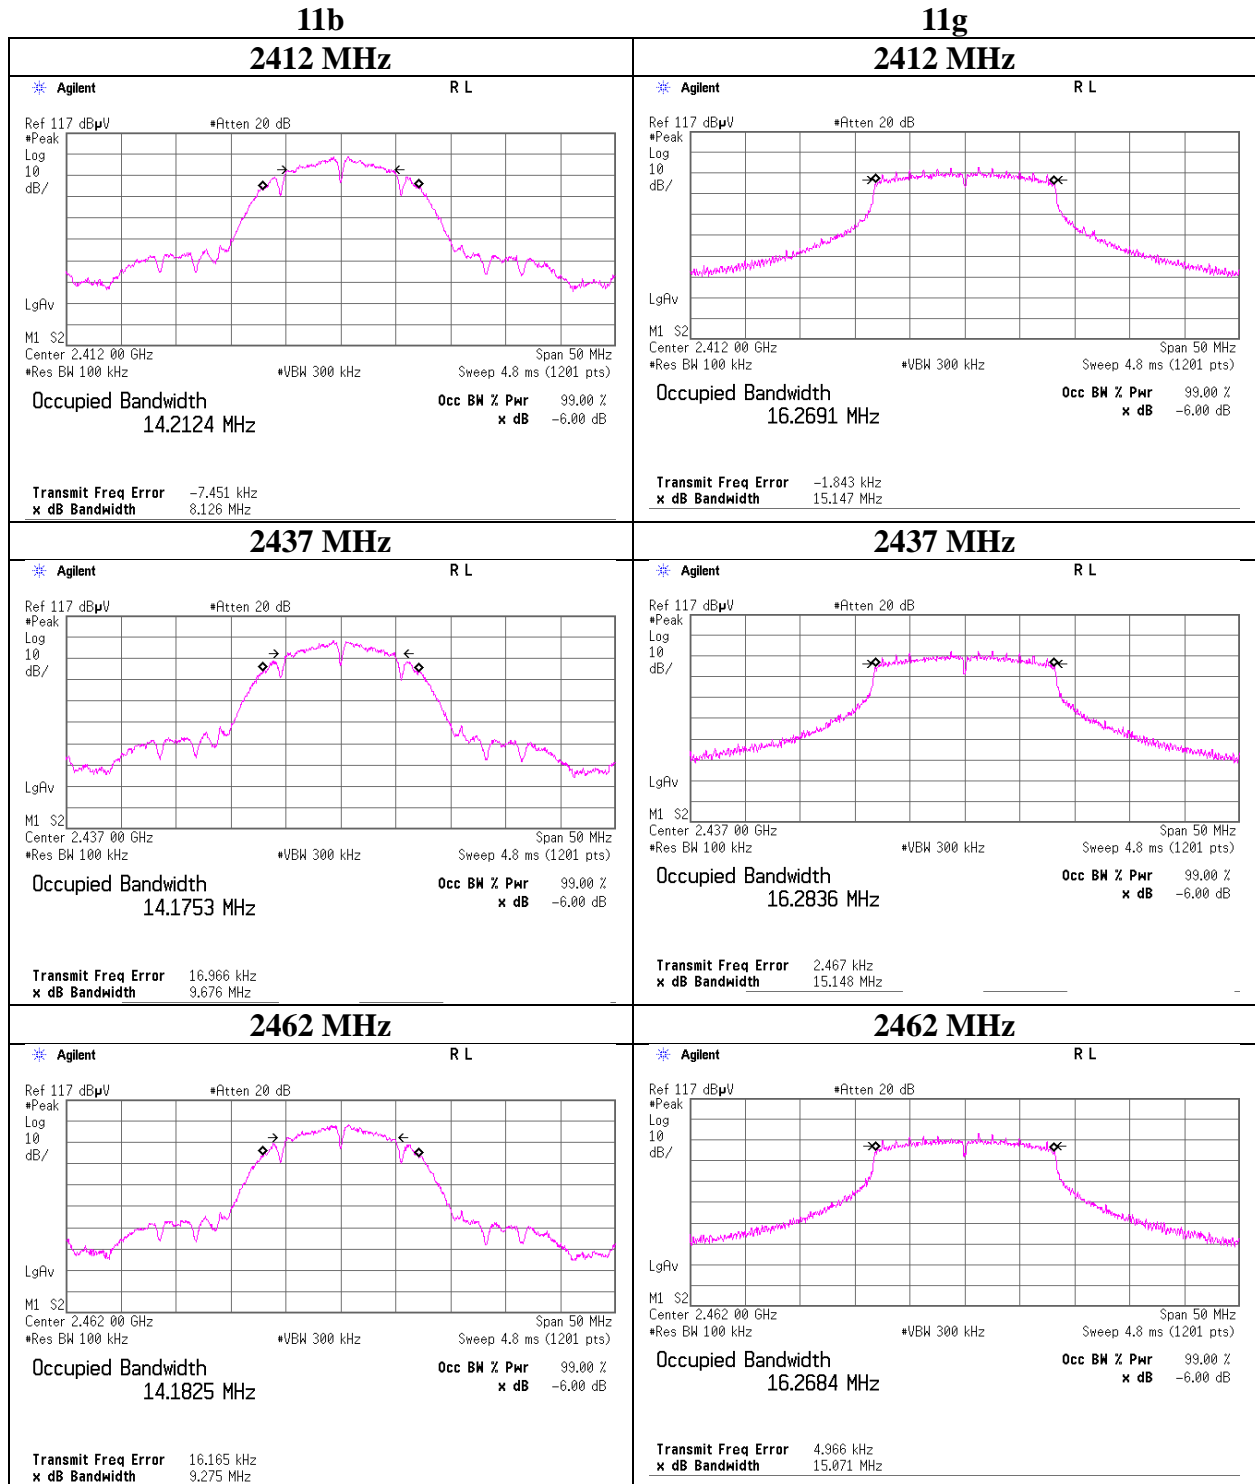 11b
11g
2412 MHz
2412 MHz
Agilent
R L
Ref 117 dBµV
#Atten 20 dB
#Peak
Log
10
dB/
LgAv
M1 S2
Center 2.412 00 GHz
Span 50 MHz
#Res BW 100 kHz
#VBW 300 kHz
Sweep 4.8 ms (1201 pts)
Occupied Bandwidth
14.2124 MHz
Occ BW % Pwr 99.00 %
x dB -6.00 dB
Transmit Freq Error -7.451 kHz
x dB Bandwidth 8.126 MHz
Agilent
R L
Ref 117 dBµV
#Atten 20 dB
#Peak
Log
10
dB/
LgAv
M1 S2
Center 2.412 00 GHz
Span 50 MHz
#Res BW 100 kHz
#VBW 300 kHz
Sweep 4.8 ms (1201 pts)
Occupied Bandwidth
16.2691 MHz
Occ BW % Pwr 99.00 %
x dB -6.00 dB
Transmit Freq Error -1.843 kHz
x dB Bandwidth 15.147 MHz
2437 MHz
2437 MHz
Agilent
R L
Ref 117 dBµV
#Atten 20 dB
#Peak
Log
10
dB/
LgAv
M1 S2
Center 2.437 00 GHz
Span 50 MHz
#Res BW 100 kHz
#VBW 300 kHz
Sweep 4.8 ms (1201 pts)
Occupied Bandwidth
14.1753 MHz
Occ BW % Pwr 99.00 %
x dB -6.00 dB
Transmit Freq Error 16.966 kHz
x dB Bandwidth 9.676 MHz
Agilent
R L
Ref 117 dBµV
#Atten 20 dB
#Peak
Log
10
dB/
LgAv
M1 S2
Center 2.437 00 GHz
Span 50 MHz
#Res BW 100 kHz
#VBW 300 kHz
Sweep 4.8 ms (1201 pts)
Occupied Bandwidth
16.2836 MHz
Occ BW % Pwr 99.00 %
x dB -6.00 dB
Transmit Freq Error 2.467 kHz
x dB Bandwidth 15.148 MHz
2462 MHz
2462 MHz
Agilent
R L
Ref 117 dBµV
#Atten 20 dB
#Peak
Log
10
dB/
LgAv
M1 S2
Center 2.462 00 GHz
Span 50 MHz
#Res BW 100 kHz
#VBW 300 kHz
Sweep 4.8 ms (1201 pts)
Occupied Bandwidth
14.1825 MHz
Occ BW % Pwr 99.00 %
x dB -6.00 dB
Transmit Freq Error 16.165 kHz
x dB Bandwidth 9.275 MHz
Agilent
R L
Ref 117 dBµV
#Atten 20 dB
#Peak
Log
10
dB/
LgAv
M1 S2
Center 2.462 00 GHz
Span 50 MHz
#Res BW 100 kHz
#VBW 300 kHz
Sweep 4.8 ms (1201 pts)
Occupied Bandwidth
16.2684 MHz
Occ BW % Pwr 99.00 %
x dB -6.00 dB
Transmit Freq Error 4.966 kHz
x dB Bandwidth 15.071 MHz